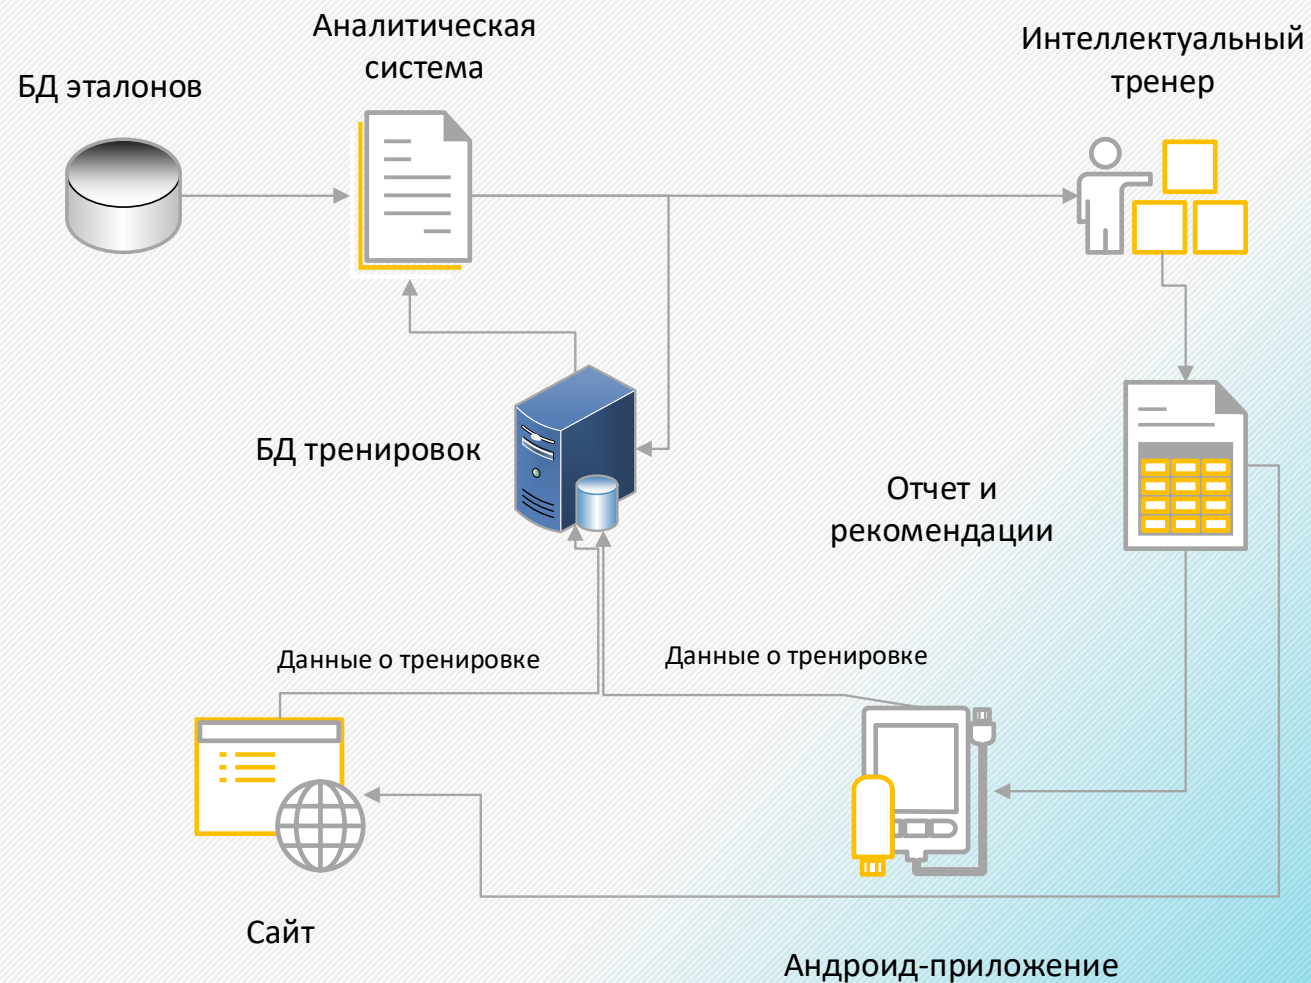 Аналитическая
система
Интеллектуальный
тренер
БД эталонов
БД тренировок
Отчет и
рекомендации
Данные о тренировке
Данные о тренировке
Сайт
Андроид-приложение